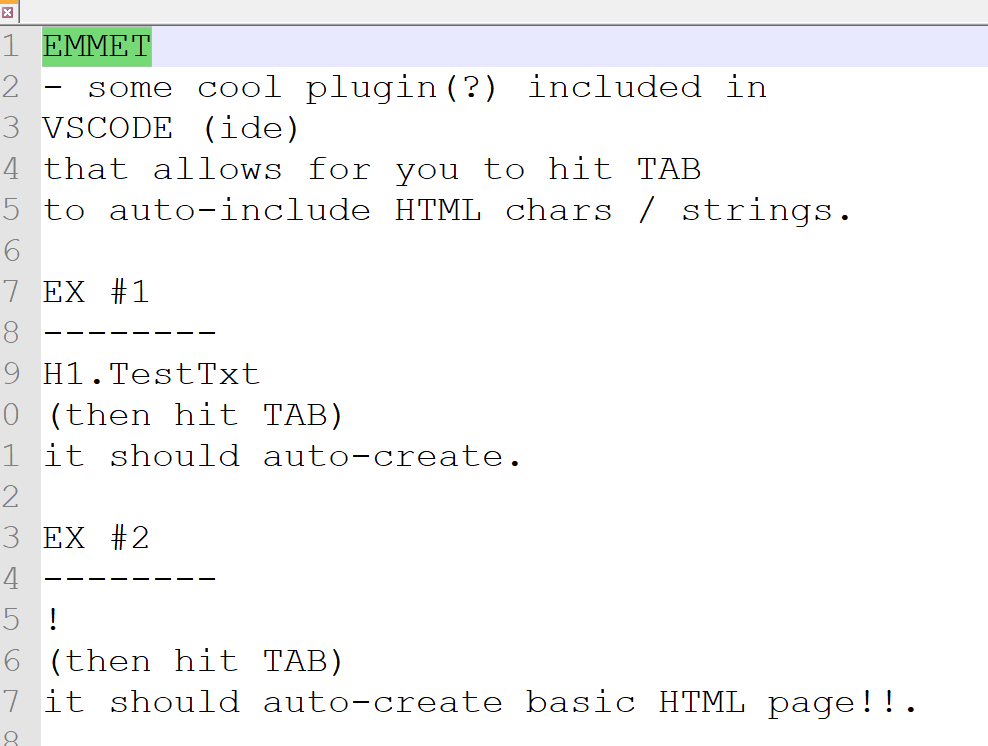 1 EMMET
2 - some cool plugin(?) included in
3 VSCODE (ide)
4 that allows for you to hit TAB
5 to auto-include HTML chars / strings.
6
7 EX #1
8 --------
9 H1.TestTxt
0 (then hit TAB)
1 it should auto-create.
2
3 EX #2
4 --------
5 !
6 (then hit TAB)
7 it should auto-create basic HTML page!!.
8